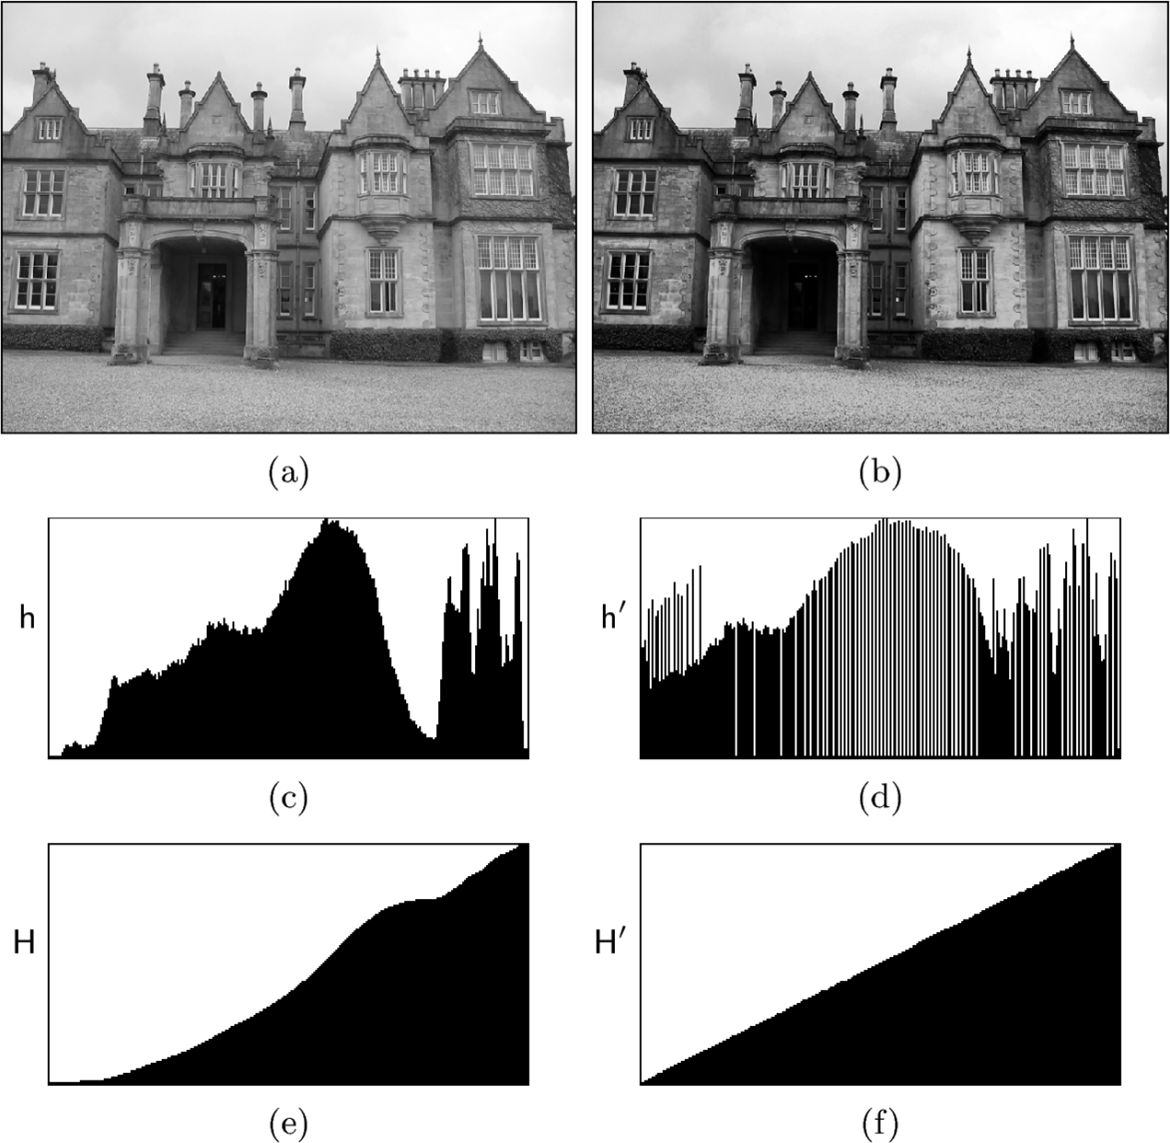 (a) (b)
h h′
(c) (d)
H H′
(e) (f)